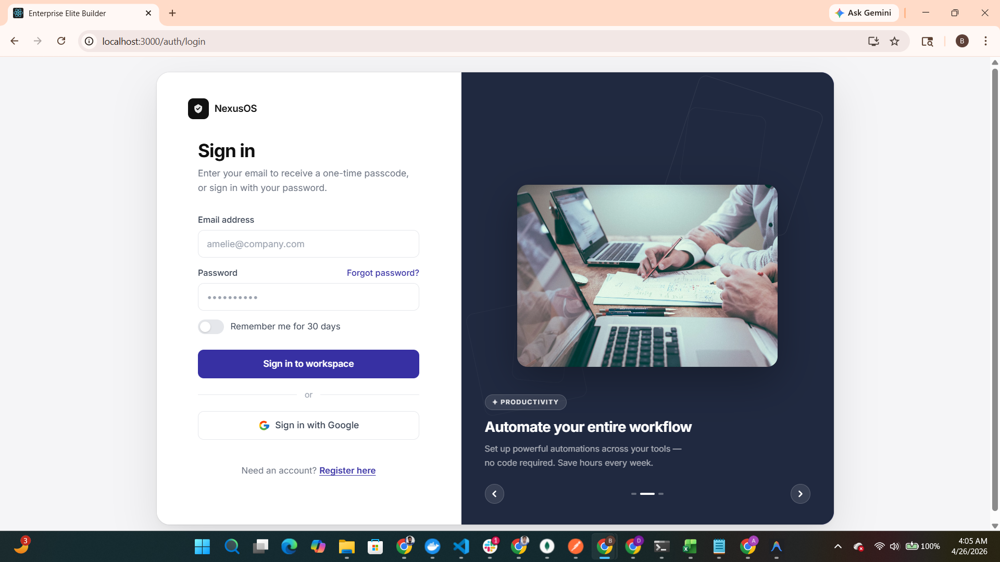 Enterprise Elite Builder
Ask Gemini
localhost:3000/auth/login
B
NexusOS
Sign in
Enter your email to receive a one-time passcode,
or sign in with your password.
Email address
amelie@company.com
Password
Forgot password?
Remember me for 30 days
Sign in to workspace
or
Sign in with Google
Need an account? Register here
PRODUCTIVITY
Automate your entire workflow
Set up powerful automations across your tools —
no code required. Save hours every week.
3
1
B
D
A
100%
4:05 AM
4/26/2026